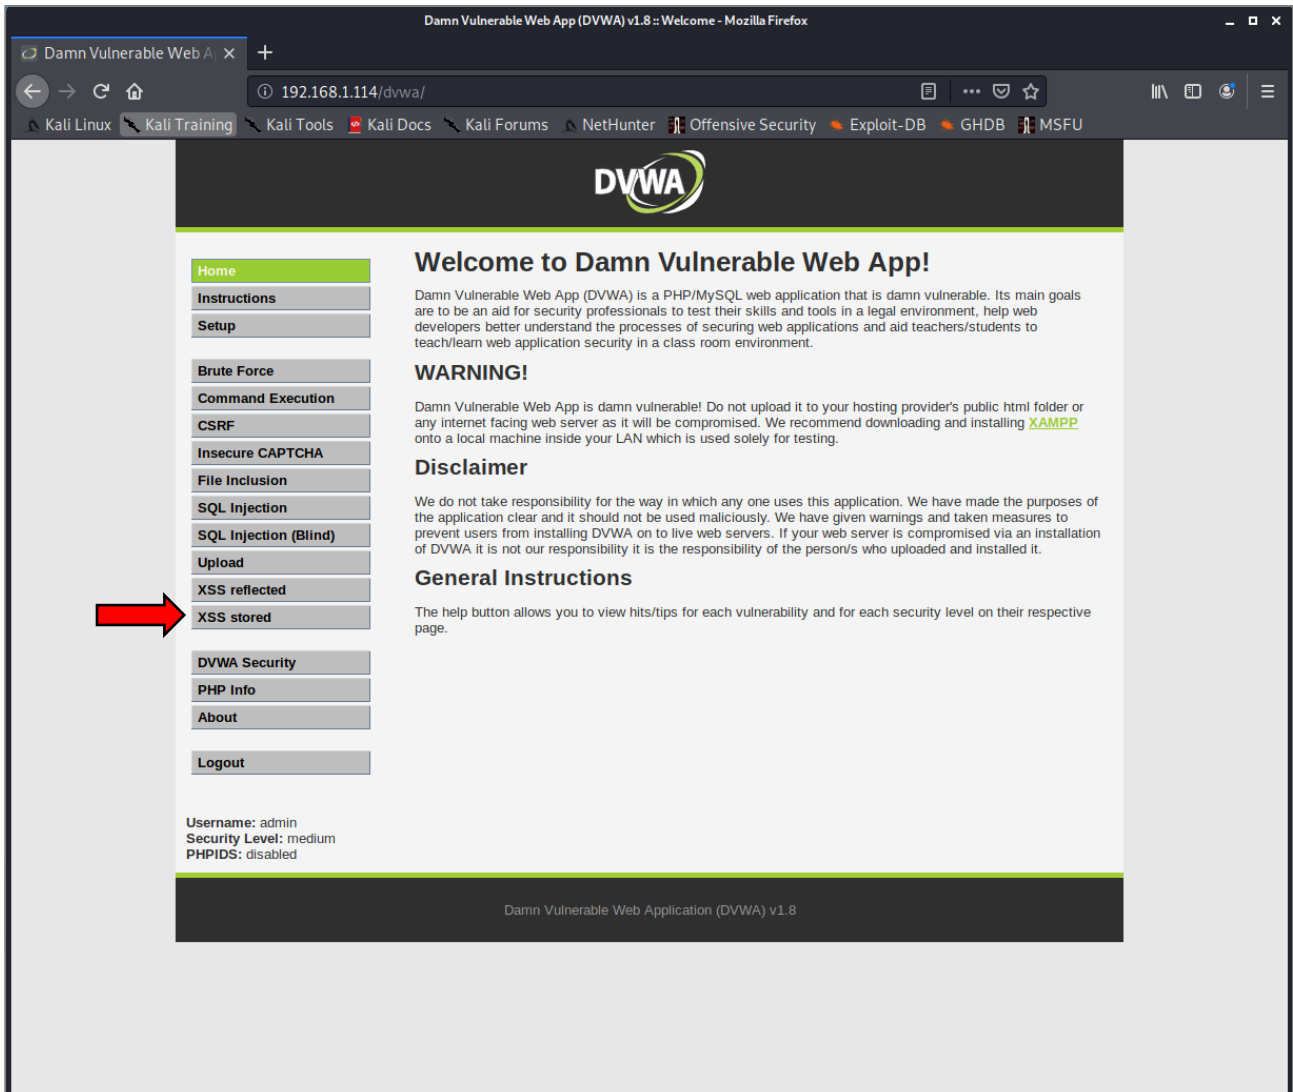 Damn Vulnerable Web App (DVWA) v1.8 :: Welcome - Mozilla Firefox
Damn Vulnerable Web A
192.168.1.114/dvwa/
Kali Linux Kali Training Kali Tools Kali Docs Kali Forums NetHunter Offensive Security Exploit-DB GHDB MSFU
DVWA
Home
Instructions
Setup
Brute Force
Command Execution
CSRF
Insecure CAPTCHA
File Inclusion
SQL Injection
SQL Injection (Blind)
Upload
XSS reflected
XSS stored
DVWA Security
PHP Info
About
Logout
Username: admin
Security Level: medium
PHPIDS: disabled
Welcome to Damn Vulnerable Web App!
Damn Vulnerable Web App (DVWA) is a PHP/MySQL web application that is damn vulnerable. Its main goals
are to be an aid for security professionals to test their skills and tools in a legal environment, help web
developers better understand the processes of securing web applications and aid teachers/students to
teach/learn web application security in a class room environment.
WARNING!
Damn Vulnerable Web App is damn vulnerable! Do not upload it to your hosting provider's public html folder or
any internet facing web server as it will be compromised. We recommend downloading and installing XAMPP
onto a local machine inside your LAN which is used solely for testing.
Disclaimer
We do not take responsibility for the way in which any one uses this application. We have made the purposes of
the application clear and it should not be used maliciously. We have given warnings and taken measures to
prevent users from installing DVWA on to live web servers. If your web server is compromised via an installation
of DVWA it is not our responsibility it is the responsibility of the person/s who uploaded and installed it.
General Instructions
The help button allows you to view hits/tips for each vulnerability and for each security level on their respective
page.
Damn Vulnerable Web Application (DVWA) v1.8